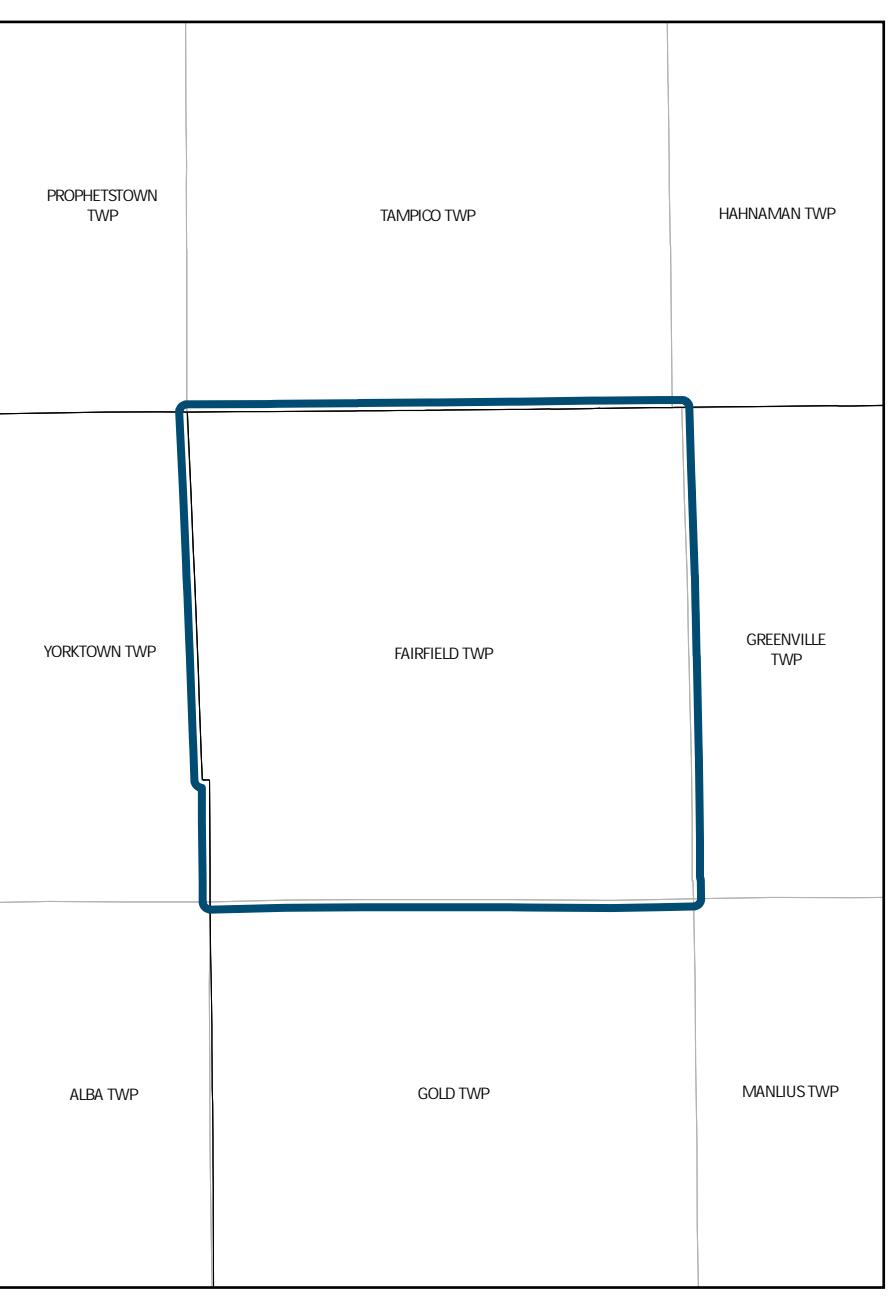 PROPHETSTOWN
TWP
TAMPICO TWP
HAHNAMAN TWP
YORKTOWN TWP
FAIRFIELD TWP
GREENVILLE
TWP
ALBA TWP
GOLD TWP
MANLIUS TWP